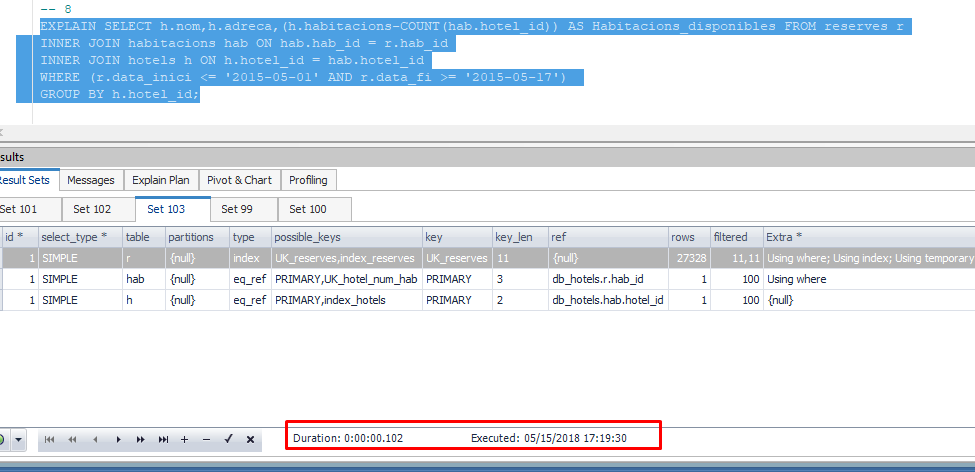 -- 8
EXPLAIN SELECT h.nom,h.adreca,(h.habitacions-COUNT(hab.hotel_id)) AS Habitacions_disponibles FROM reserves r
INNER JOIN habitacions hab ON hab.hab_id = r.hab_id
INNER JOIN hotels h ON h.hotel_id = hab.hotel_id
WHERE (r.data_inici <= '2015-05-01' AND r.data_fi >= '2015-05-17')
GROUP BY h.hotel_id;
sults
Result Sets Messages Explain Plan Pivot & Chart Profiling
Set 101 Set 102 Set 103 Set 99 Set 100
id * select_type * table partitions type possible_keys key key_len ref rows filtered Extra *
1 SIMPLE r {null} index UK_reserves,index_reserves UK_reserves 11 {null} 27328 11,11 Using where; Using index; Using temporary
1 SIMPLE hab {null} eq_ref PRIMARY,UK_hotel_num_hab PRIMARY 3 db_hotels.r.hab_id 1 100 Using where
1 SIMPLE h {null} eq_ref PRIMARY,index_hotels PRIMARY 2 db_hotels.hab.hotel_id 1 100 {null}
Duration: 0:00:00.102 Executed: 05/15/2018 17:19:30